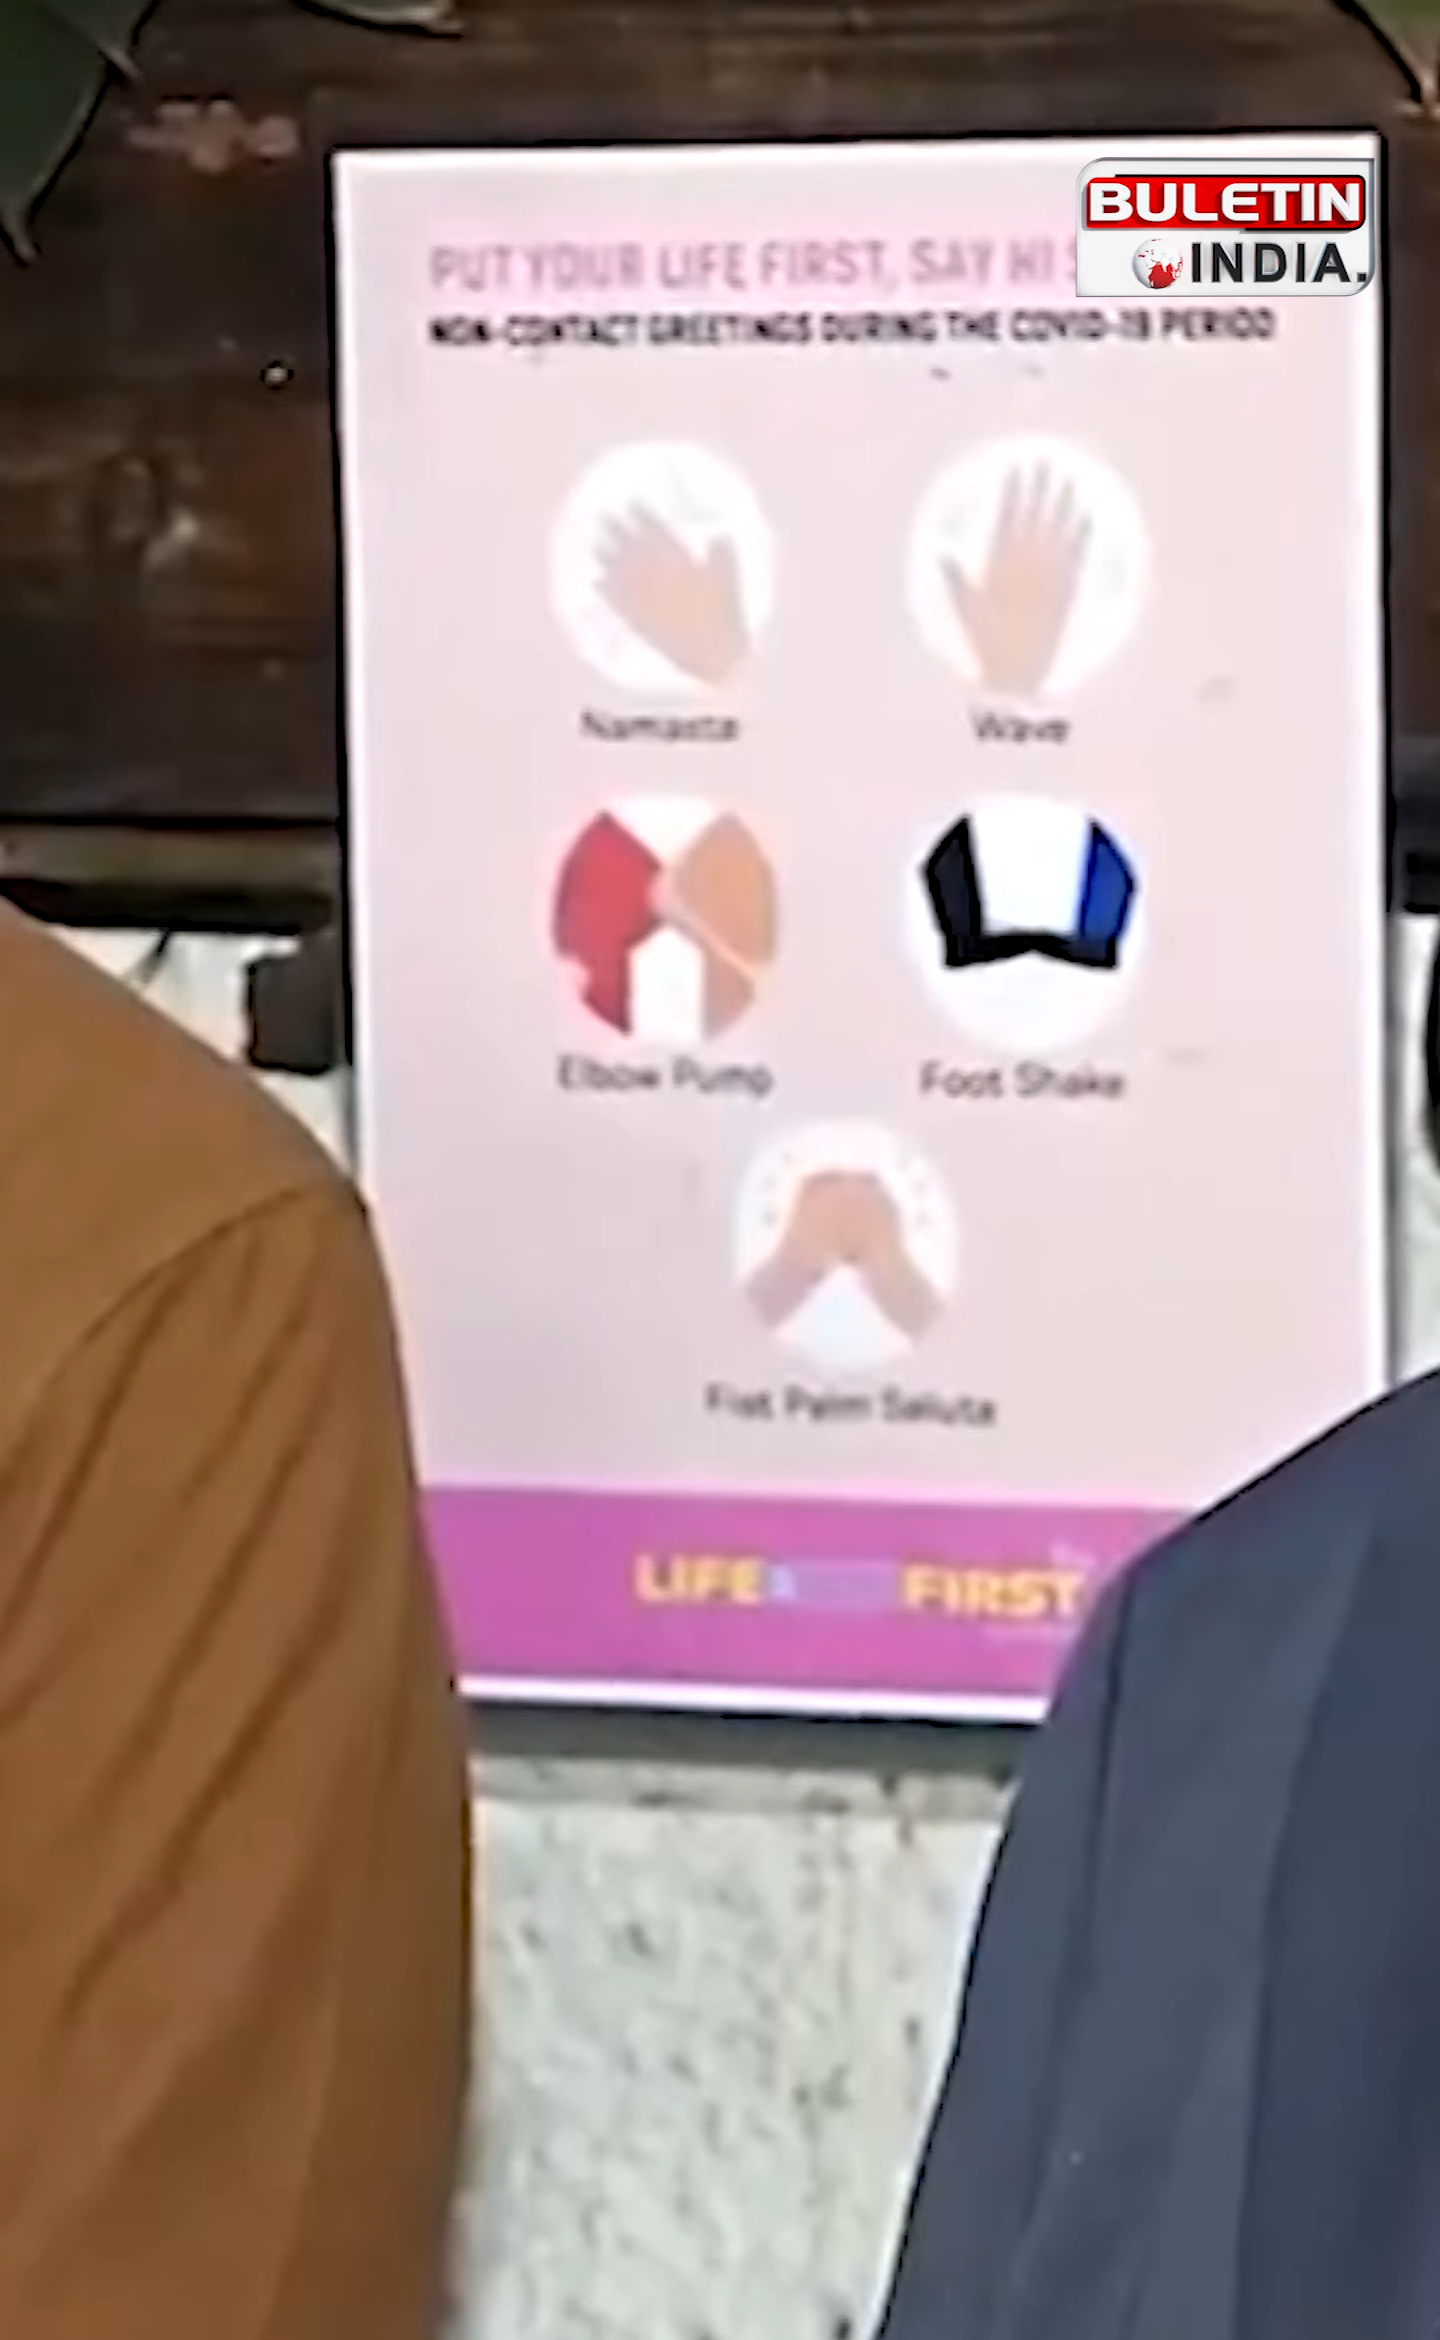 BULETIN
INDIA.
PUT YOUR LIFE FIRST, SAY HI
NON-CONTACT GREETINGS DURING THE COVID-19 PERIOD
Namaste
Wave
Elbow Pump
Foot Shake
Fist Palm Salute
LIFE
FIRST